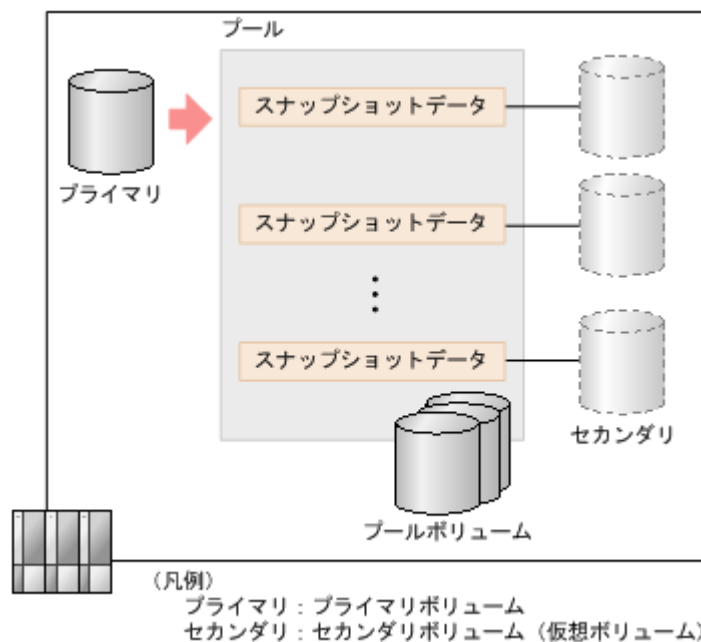 プール
スナップショットデータ
プライマリ
スナップショットデータ
スナップショットデータ
セカンダリ
プールボリューム
（凡例）
プライマリ：プライマリボリューム
セカンダリ：セカンダリボリューム（仮想ボリューム）